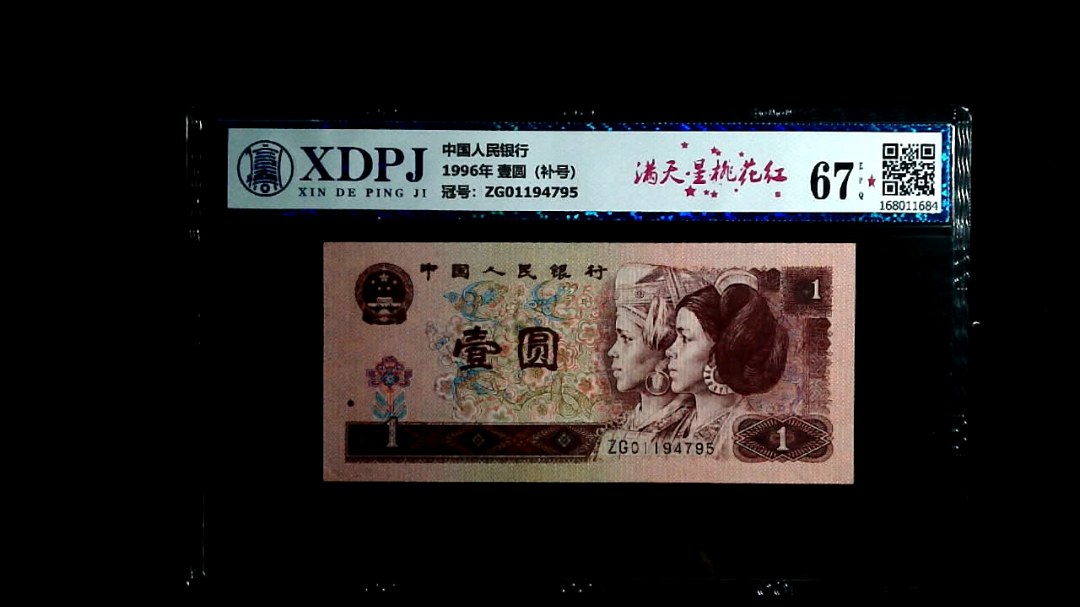 XDPJ
XIN DE PING JI
中国人民银行
1996年 壹圆（补号）
冠号：ZG01194795
满天星桃花红
67
EPQ
168011684
中国人民银行
1
壹圆
1
ZG01194795
1